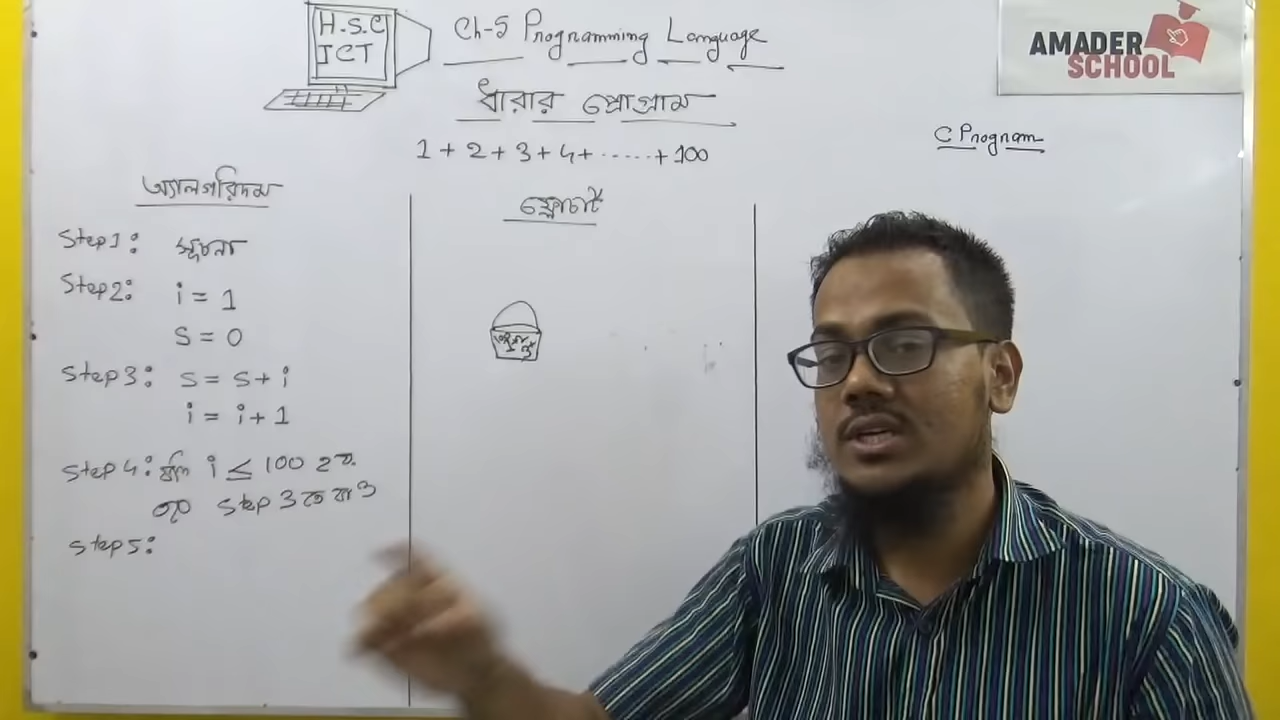 H.S.C
ICT
Ch-5 Programming Language
AMADER
SCHOOL
ধারার প্রোগ্রাম
1 + 2 + 3 + 4 + ...... + 100
C Program
অ্যালগরিদম
ফ্লোচার্ট
Step1: সূচনা
Step2: i = 1
S = 0
Step3: S = S + i
i = i + 1
Step4: যদি i ≤ 100 হয়
তবে Step 3 তে যাও
Step5: